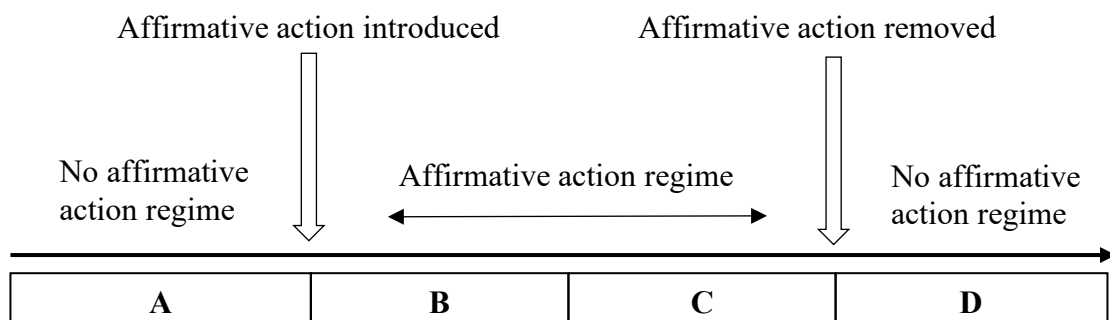 Affirmative action introduced
Affirmative action removed
No affirmative
action regime
Affirmative action regime
No affirmative
action regime
A
B
C
D